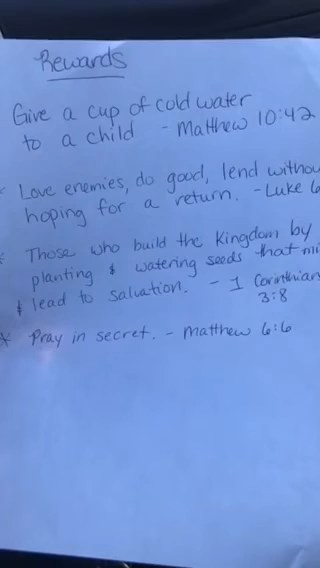 Rewards
Give a cup of cold water
to a child - Matthew 10:42
* Love enemies, do good, lend withou
hoping for a return. - Luke 6
* Those who build the Kingdom by
planting & watering seeds that mi
& lead to salvation. - 1 Corinthian
3:8
* Pray in secret. - Matthew 6:6